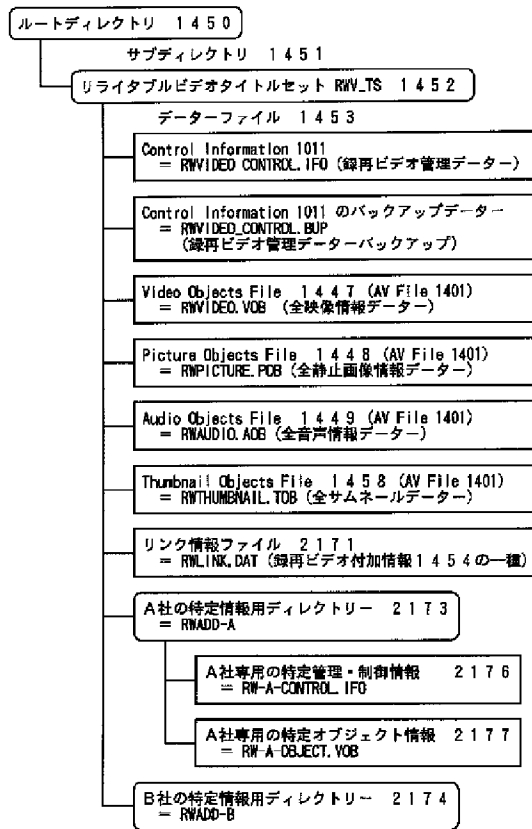 ルートディレクトリ 1450
サブディレクトリ 1451
リライタブルビデオタイトルセット RWV_TS 1452
データーファイル 1453
Control Information 1011
= RWVIDEO CONTROL.IFO (録再ビデオ管理データー)
Control Information 1011 のバックアップデーター
= RWVIDEO_CONTROL.BUP
(録再ビデオ管理データーバックアップ)
Video Objects File 1447 (AV File 1401)
= RWVIDEO.VOB (全映像情報データー)
Picture Objects File 1448 (AV File 1401)
= RWPICTURE.POB (全静止画像情報データー)
Audio Objects File 1449 (AV File 1401)
= RWAUDIO.AOB (全音声情報データー)
Thumbnail Objects File 1458 (AV File 1401)
= RWTHUMBNAIL.TOB (全サムネールデーター)
リンク情報ファイル 2171
= RWLINK.DAT (録再ビデオ付加情報1454の一種)
A社の特定情報用ディレクトリー 2173
= RWADD-A
A社専用の特定管理・制御情報 2176
= RW-A-CONTROL.IFO
A社専用の特定オブジェクト情報 2177
= RW-A-OBJECT.VOB
B社の特定情報用ディレクトリー 2174
= RWADD-B